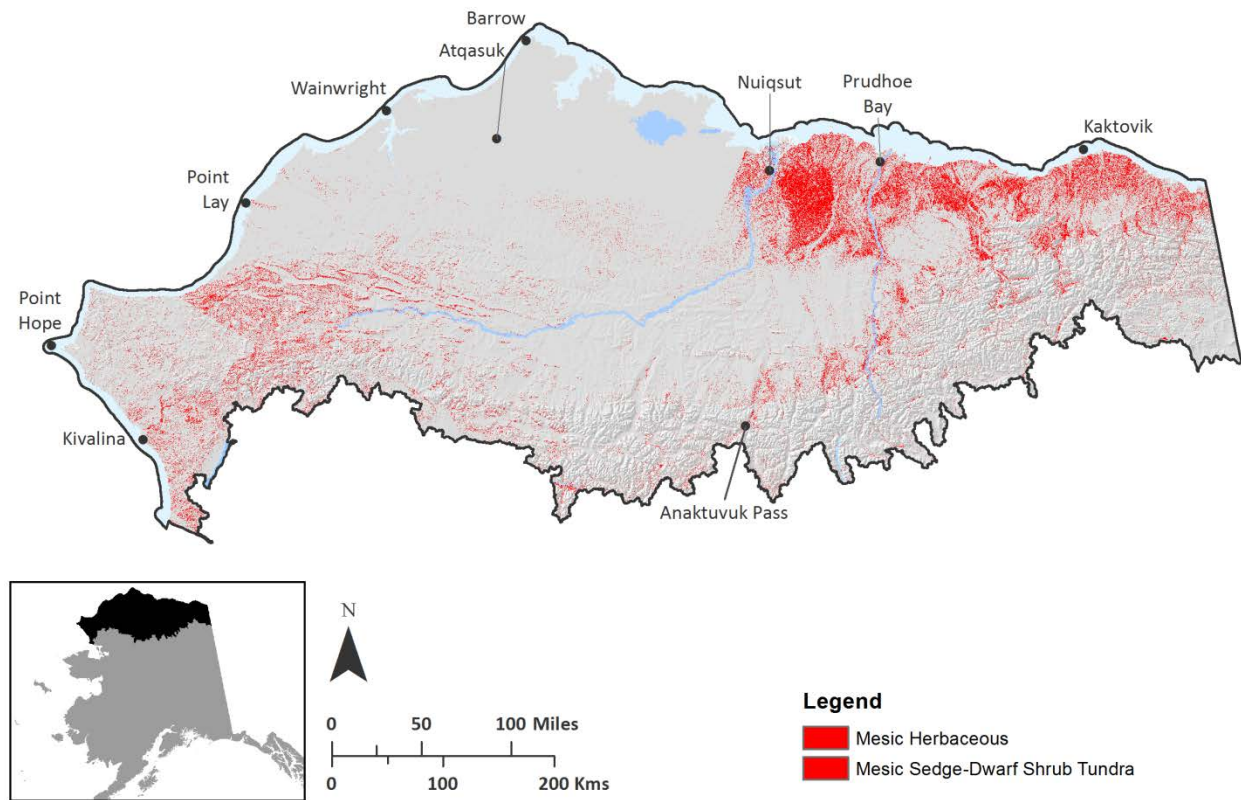 Barrow
Atqasuk
Wainwright
Nuiqsut
Prudhoe
Bay
Kaktovik
Point
Lay
Point
Hope
Kivalina
Anaktuvuk Pass
N
0 50 100 Miles
0 100 200 Kms
Legend
Mesic Herbaceous
Mesic Sedge-Dwarf Shrub Tundra